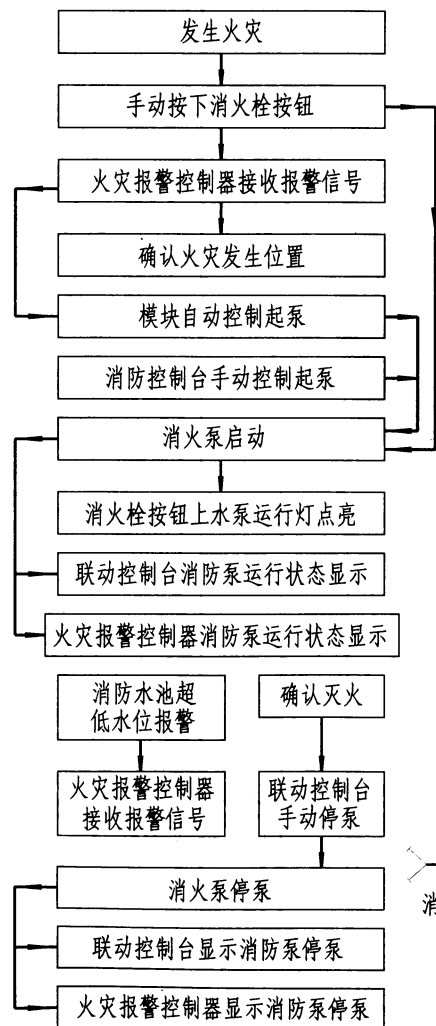 发生火灾
手动按下消火栓按钮
火灾报警控制器接收报警信号
确认火灾发生位置
模块自动控制起泵
消防控制台手动控制起泵
消火泵启动
消火栓按钮上水泵运行灯点亮
联动控制台消防泵运行状态显示
火灾报警控制器消防泵运行状态显示
消防水池超
低水位报警
确认灭火
火灾报警控制器
接收报警信号
联动控制台
手动停泵
消火泵停泵
消
联动控制台显示消防泵停泵
火灾报警控制器显示消防泵停泵